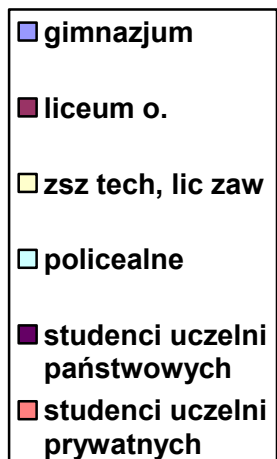 gimnazjum
liceum o.
zsz tech, lic zaw
policealne
studenci uczelni
państwowych
studenci uczelni
prywatnych